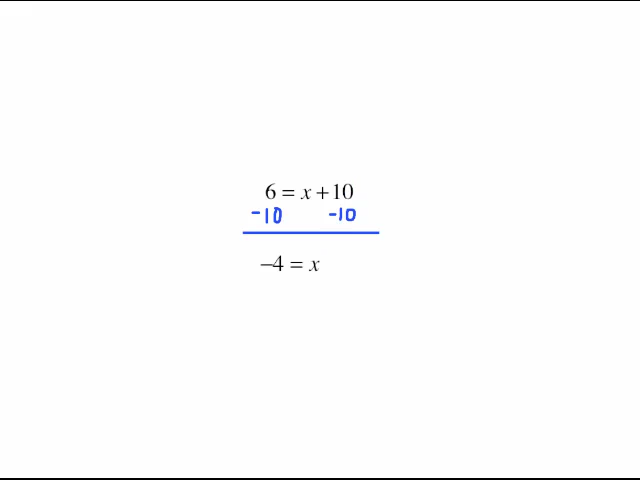 6 = x + 10
-10 -10
-4 = x